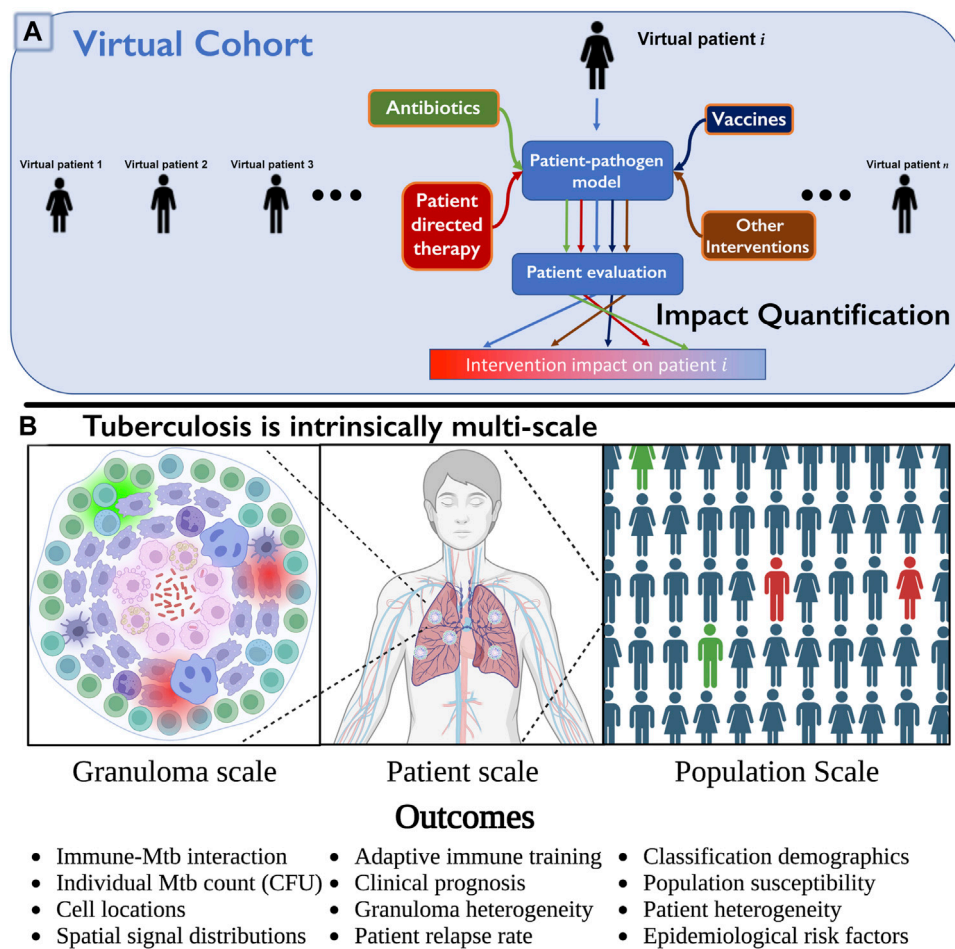 A
Virtual Cohort
Virtual patient i
Antibiotics
Vaccines
Virtual patient 1
Virtual patient 2
Virtual patient 3
Patient-pathogen
model
Virtual patient n
Patient
directed
therapy
Other
Interventions
Patient evaluation
Impact Quantification
Intervention impact on patient i
B
Tuberculosis is intrinsically multi-scale
Granuloma scale
Patient scale
Population Scale
Outcomes
• Immune-Mtb interaction
• Individual Mtb count (CFU)
• Cell locations
• Spatial signal distributions
• Adaptive immune training
• Clinical prognosis
• Granuloma heterogeneity
• Patient relapse rate
• Classification demographics
• Population susceptibility
• Patient heterogeneity
• Epidemiological risk factors